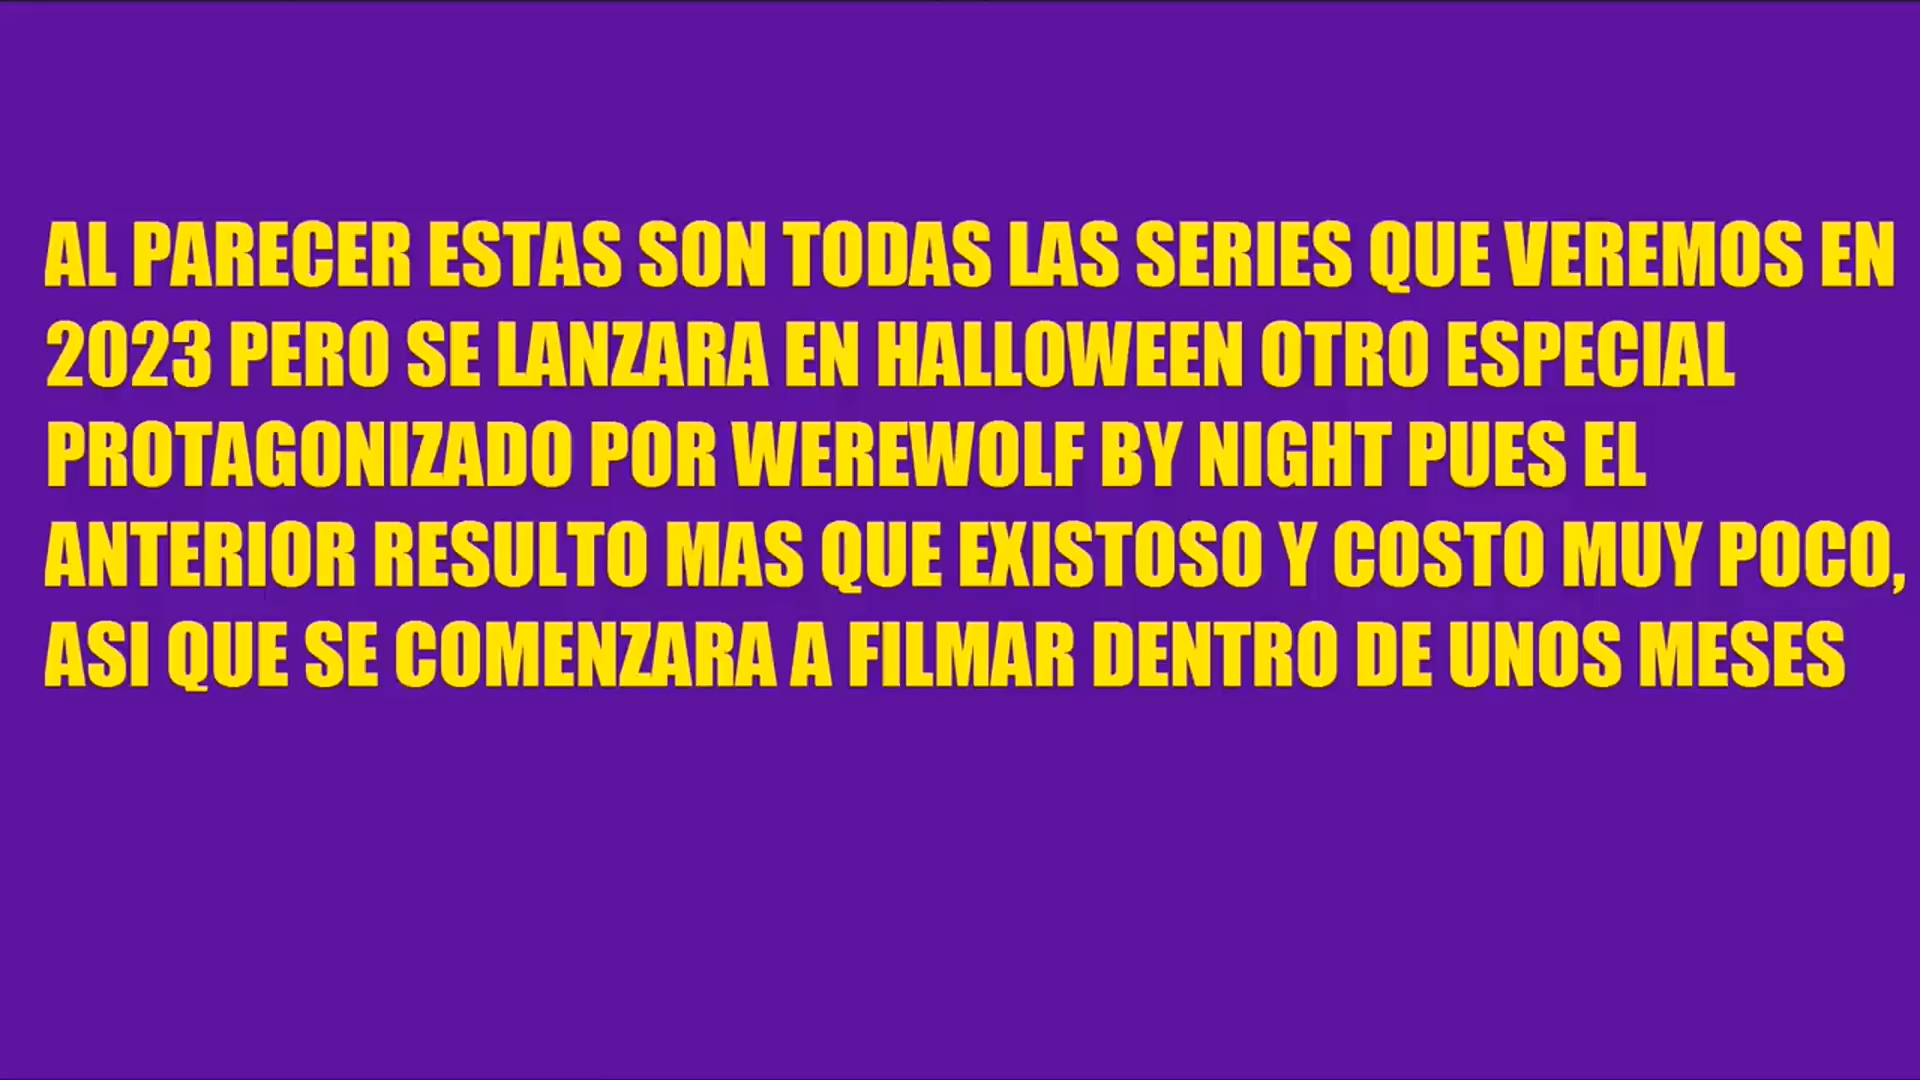 AL PARECER ESTAS SON TODAS LAS SERIES QUE VEREMOS EN
2023 PERO SE LANZARA EN HALLOWEEN OTRO ESPECIAL
PROTAGONIZADO POR WEREWOLF BY NIGHT PUES EL
ANTERIOR RESULTO MAS QUE EXISTOSO Y COSTO MUY POCO,
ASI QUE SE COMENZARA A FILMAR DENTRO DE UNOS MESES